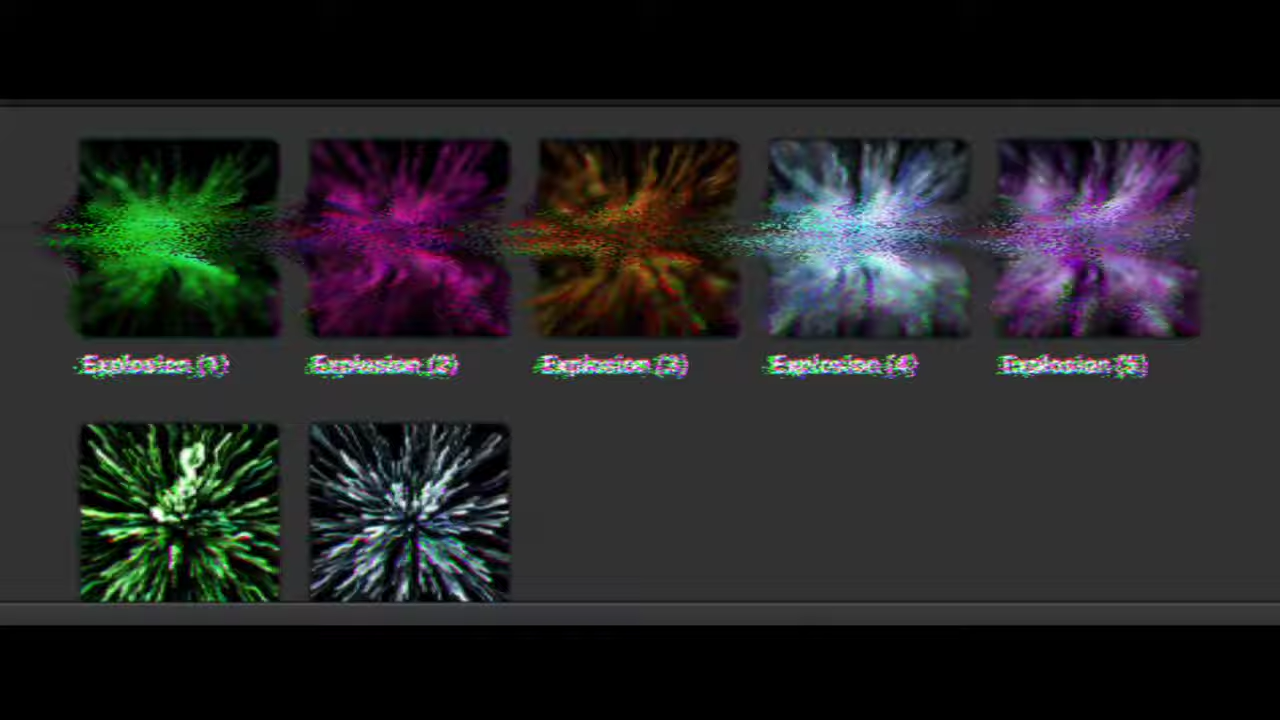 Explosion (1)
Explosion (2)
Explosion (3)
Explosion (4)
Explosion (5)